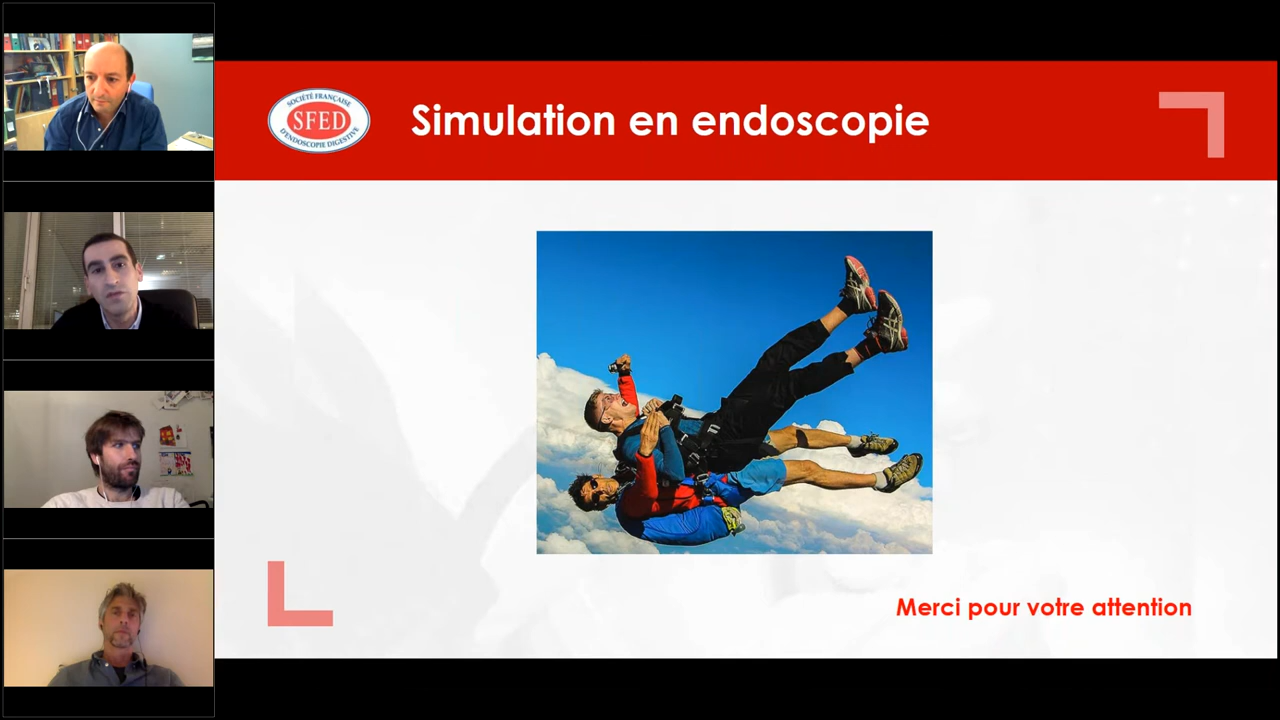 SOCIÉTÉ FRANÇAISE
SFED
D'ENDOSCOPIE DIGESTIVE
Simulation en endoscopie
Merci pour votre attention